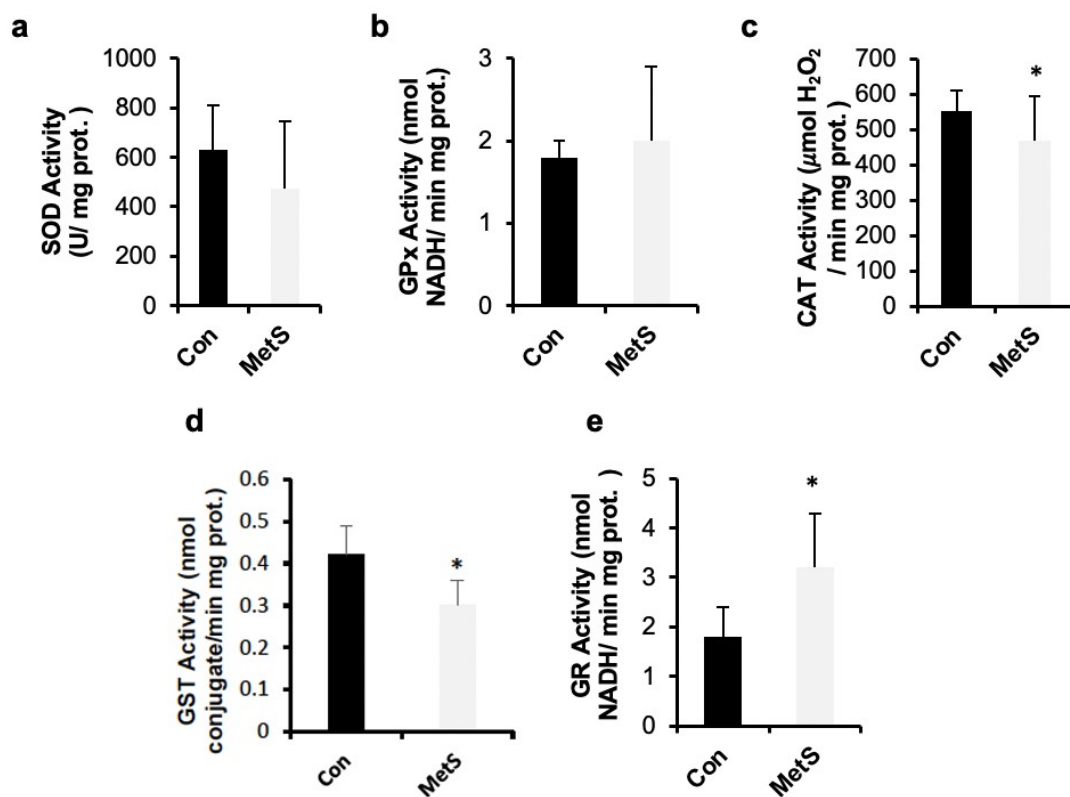 a
SOD Activity
(U/ mg prot.)
1000
800
600
400
200
0
Con
MetS
b
GPx Activity (nmol
NADH/ min mg prot.)
3
2
1
0
Con
MetS
c
CAT Activity (μmol H₂O₂
/ min mg prot.)
700
600
500
400
300
200
100
0
*
Con
MetS
d
GST Activity (nmol
conjugate/min mg prot.)
0.6
0.5
0.4
0.3
0.2
0.1
0
*
Con
MetS
e
GR Activity (nmol
NADH/ min mg prot. )
5
4
3
2
1
0
*
Con
MetS